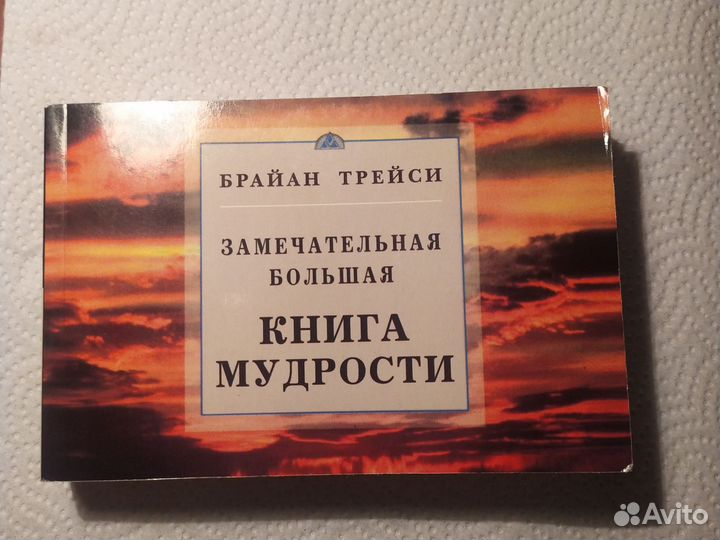 БРАЙАН ТРЕЙСИ
ЗАМЕЧАТЕЛЬНАЯ
БОЛЬШАЯ
КНИГА
МУДРОСТИ
Avito